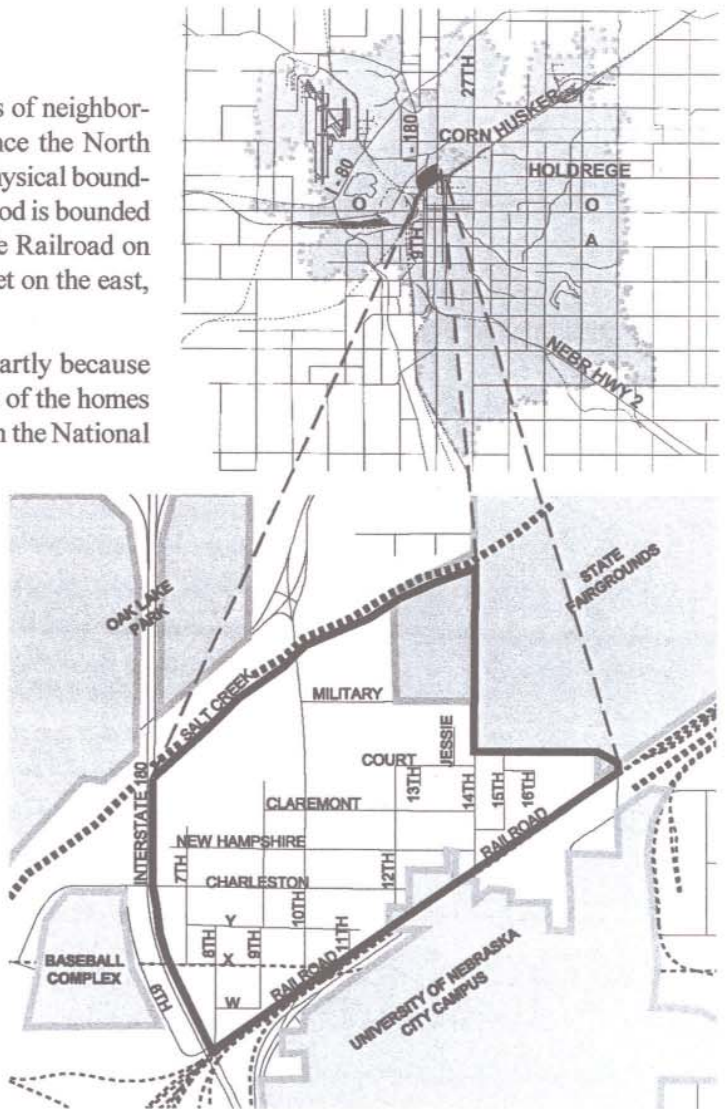 s of neighbor-
nce the North
hysical bound-
od is bounded
e Railroad on
et on the east,
artly because
of the homes
n the National
27TH
CORN HUSKER
I - 180
I - 80
HOLDREGE
O
O
9TH
A
NEBR HWY 2
OAK LAKE
PARK
STATE
FAIRGROUNDS
SALT CREEK
MILITARY
INTERSTATE 180
COURT
JESSIE
13TH
14TH
15TH
16TH
CLAREMONT
NEW HAMPSHIRE
RAILROAD
7TH
12TH
CHARLESTON
10TH
Y
11TH
8TH
9TH
BASEBALL
COMPLEX
X
RAILROAD
6TH
W
UNIVERSITY OF NEBRASKA
CITY CAMPUS